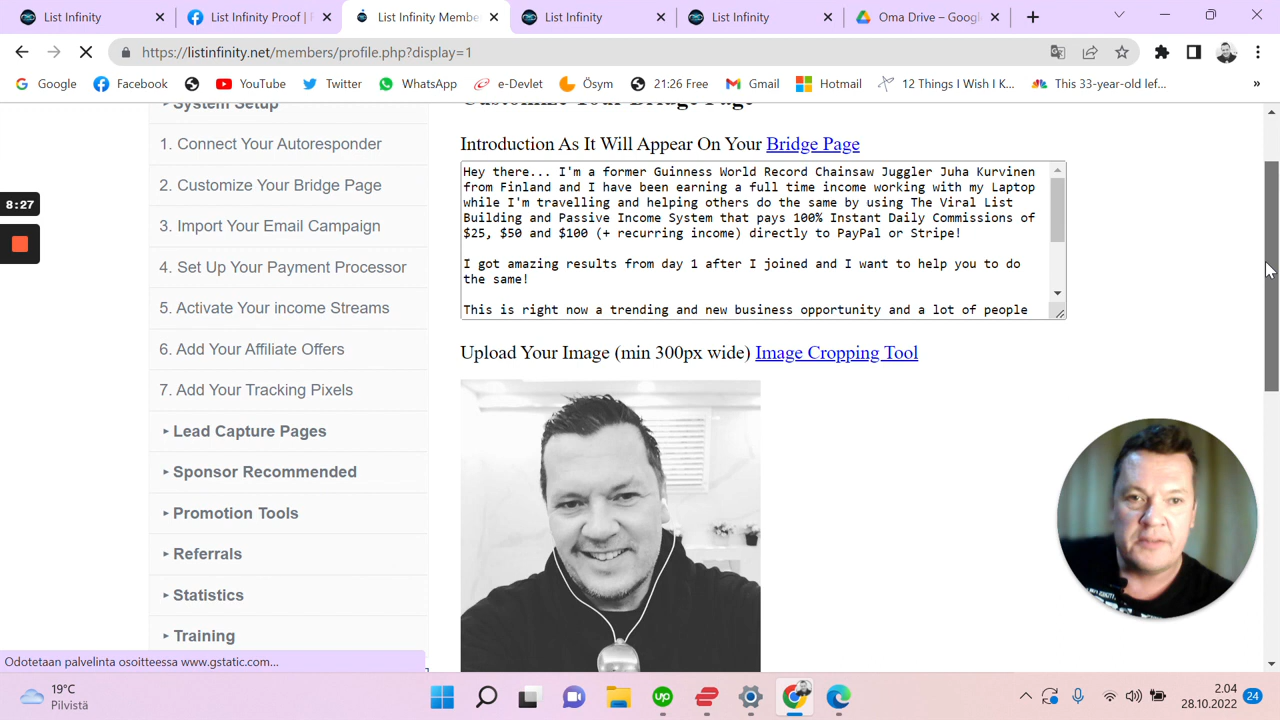 List Infinity
List Infinity Proof | 
List Infinity Membe
List Infinity
List Infinity
Oma Drive – Googl
https://listinfinity.net/members/profile.php?display=1
Google
Facebook
YouTube
Twitter
WhatsApp
e-Devlet
Ösym
21:26 Free
Gmail
Hotmail
12 Things I Wish I K...
This 33-year-old lef...
»
System Setup
1. Connect Your Autoresponder
2. Customize Your Bridge Page
3. Import Your Email Campaign
4. Set Up Your Payment Processor
5. Activate Your income Streams
6. Add Your Affiliate Offers
7. Add Your Tracking Pixels
Lead Capture Pages
Sponsor Recommended
Promotion Tools
Referrals
Statistics
Training
8:27
Customize Your Bridge Page
Introduction As It Will Appear On Your Bridge Page
Hey there... I'm a former Guinness World Record Chainsaw Juggler Juha Kurvinen
from Finland and I have been earning a full time income working with my Laptop
while I'm travelling and helping others do the same by using The Viral List
Building and Passive Income System that pays 100% Instant Daily Commissions of
$25, $50 and $100 (+ recurring income) directly to PayPal or Stripe!
I got amazing results from day 1 after I joined and I want to help you to do
the same!
This is right now a trending and new business opportunity and a lot of people
Upload Your Image (min 300px wide) Image Cropping Tool
Odotetaan palvelinta osoitteessa www.gstatic.com...
19°C
Pilvistä
up
2.04
28.10.2022
24